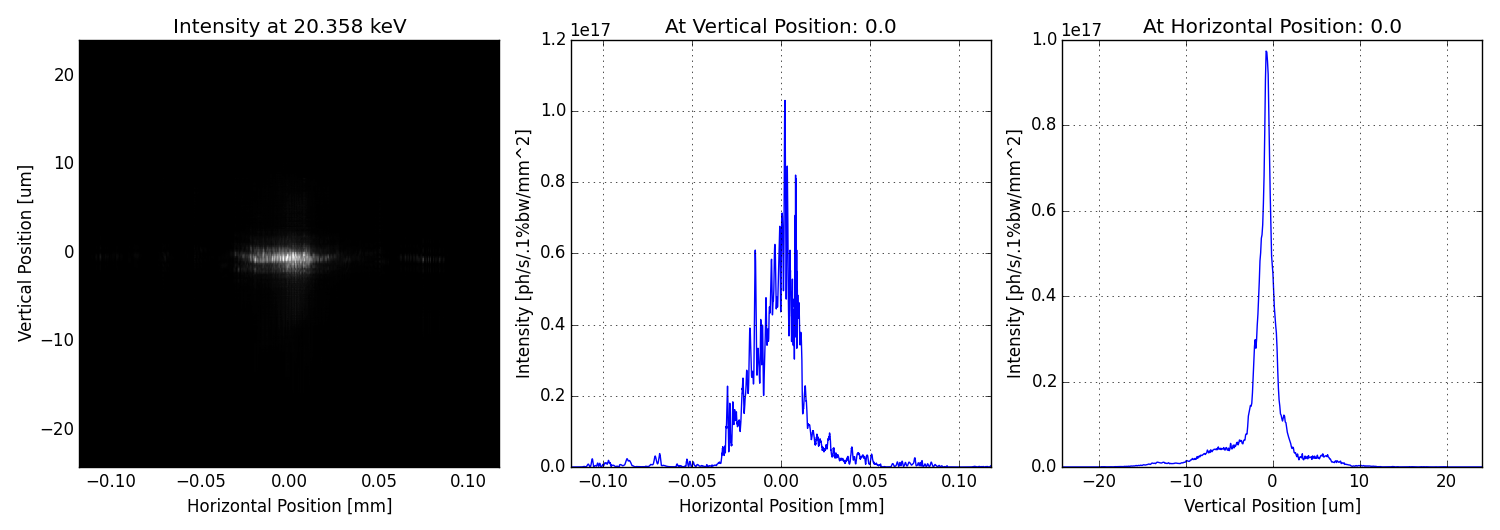 Intensity at 20.358 keV
20
10
0
−10
−20
Vertical Position [um]
−0.10 −0.05 0.00 0.05 0.10
Horizontal Position [mm]
At Vertical Position: 0.0
1e17
1.2
1.0
0.8
0.6
0.4
0.2
0.0
Intensity [ph/s/.1%bw/mm^2]
−0.10 −0.05 0.00 0.05 0.10
Horizontal Position [mm]
At Horizontal Position: 0.0
1e17
1.0
0.8
0.6
0.4
0.2
0.0
Intensity [ph/s/.1%bw/mm^2]
−20 −10 0 10 20
Vertical Position [um]